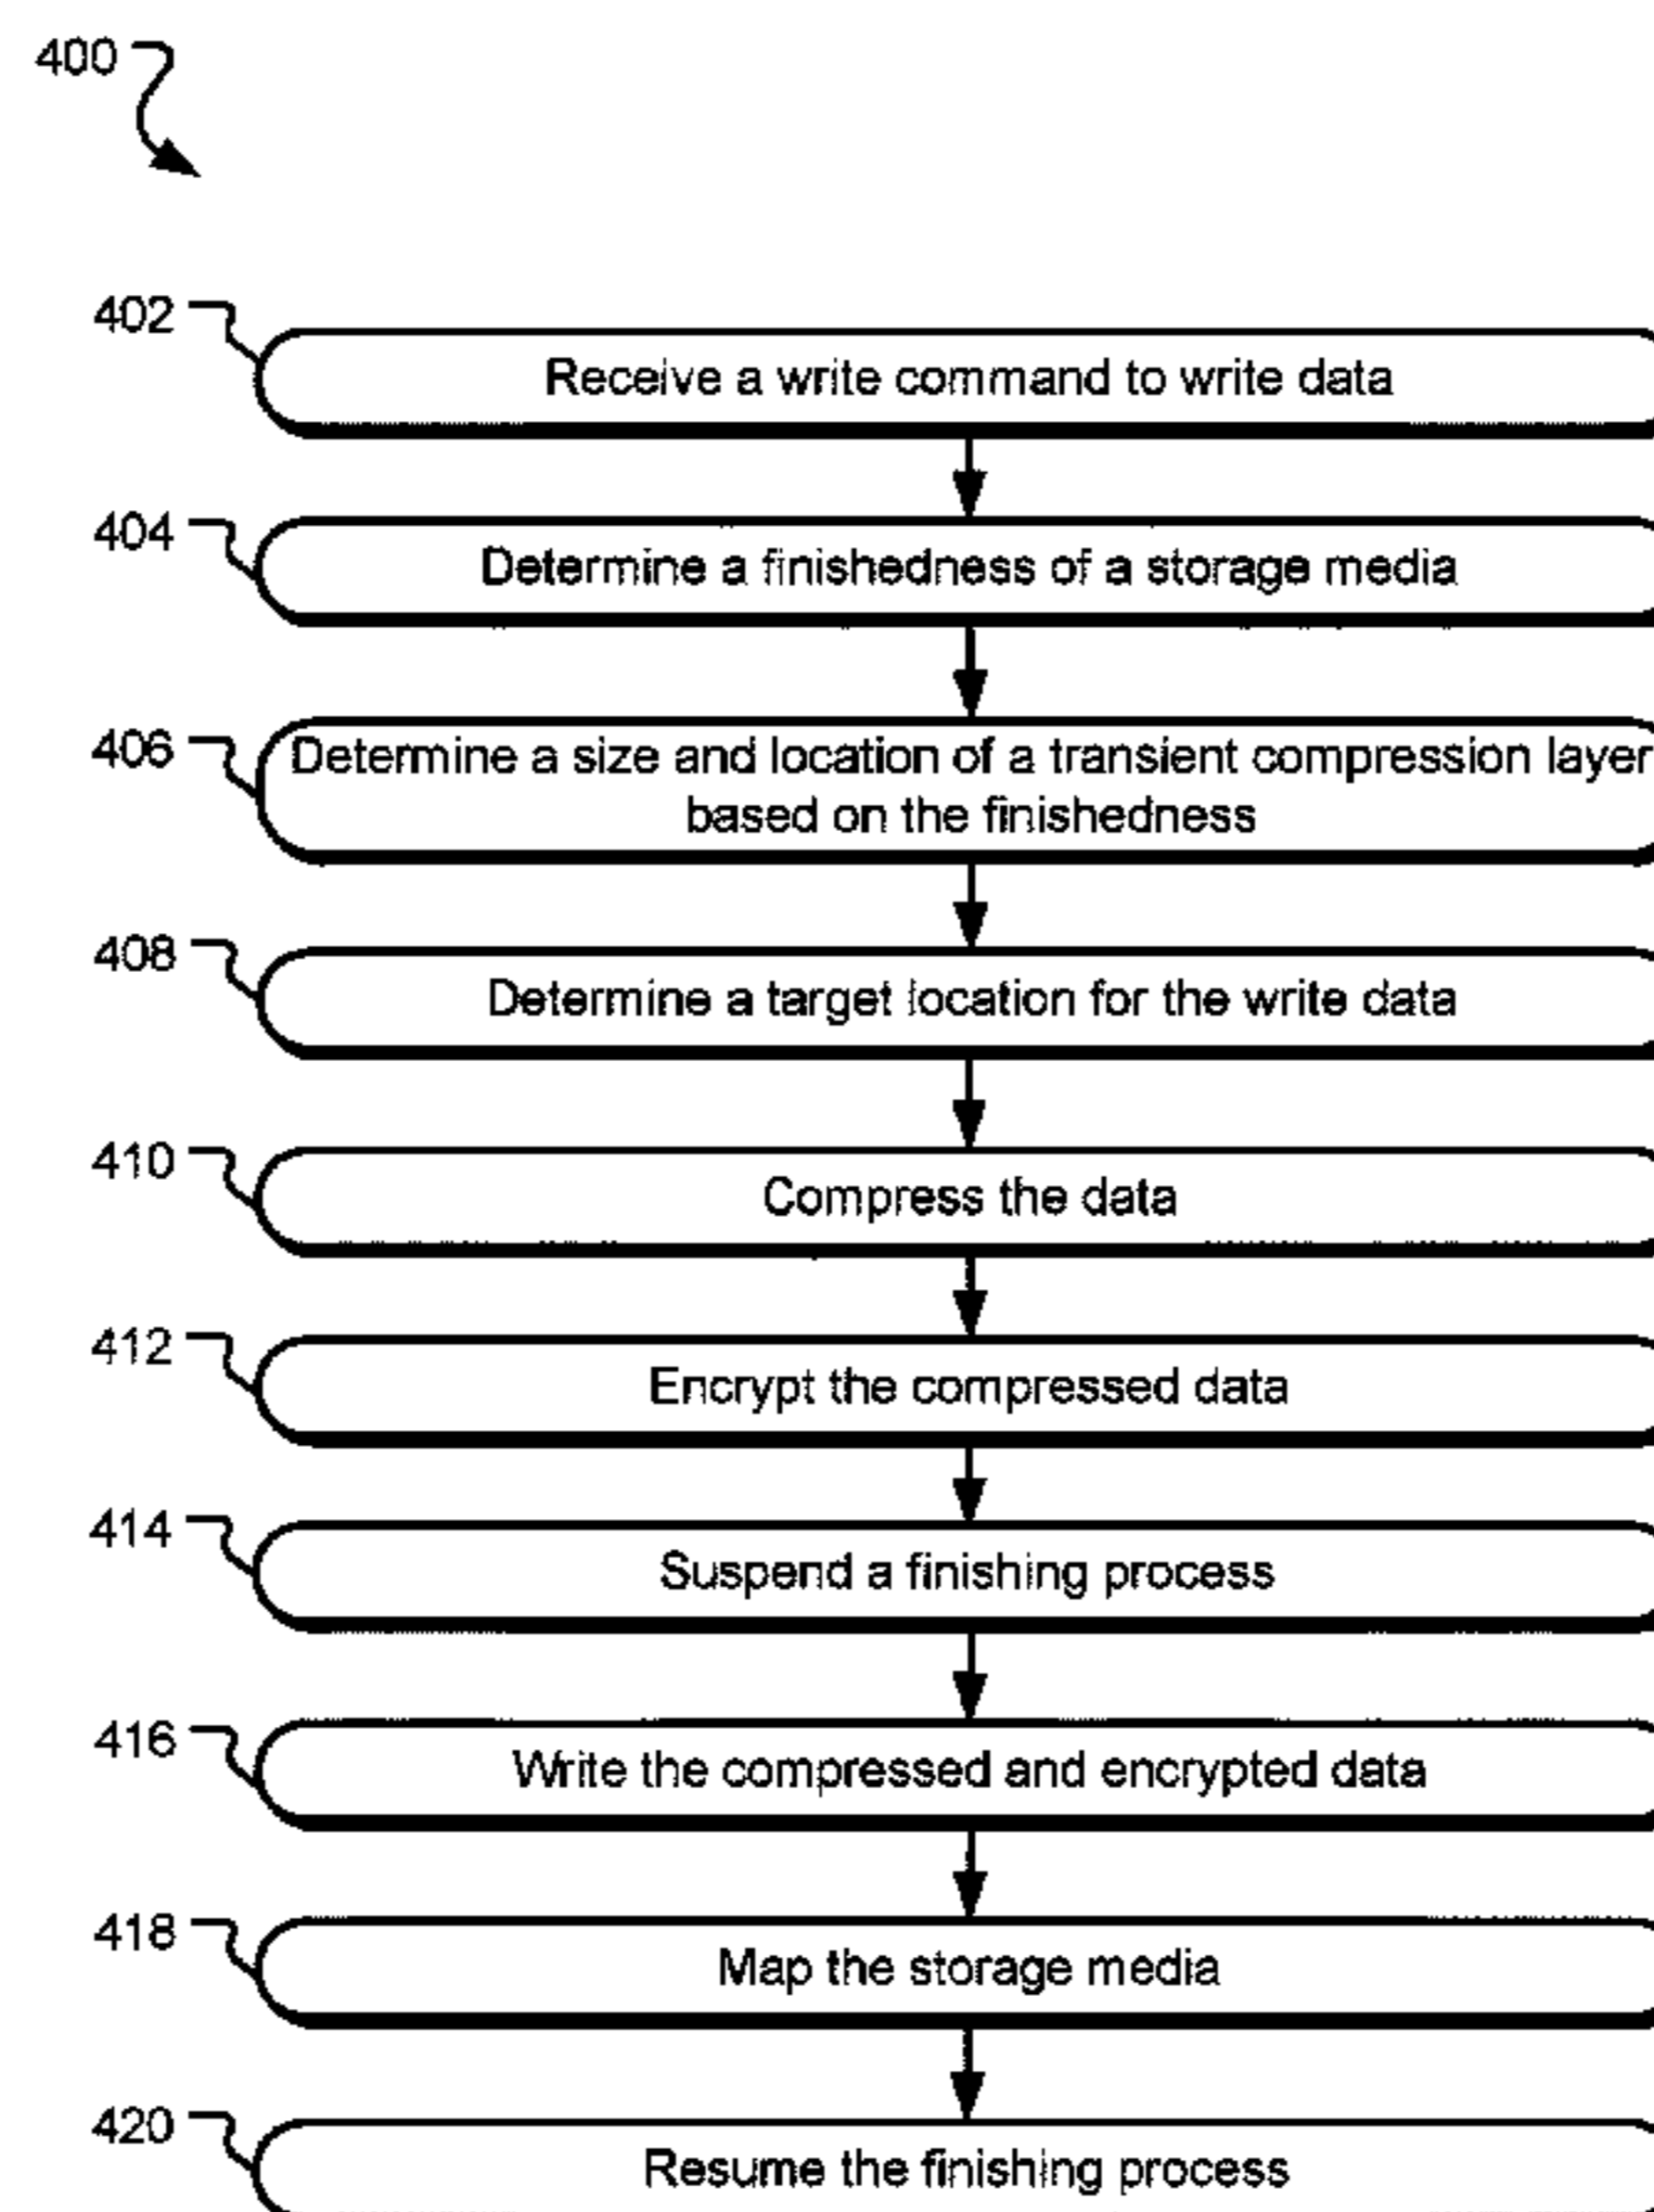 400
402
Receive a write command to write data
404
Determine a finishedness of a storage media
406
Determine a size and location of a transient compression layer
based on the finishedness
408
Determine a target location for the write data
410
Compress the data
412
Encrypt the compressed data
414
Suspend a finishing process
416
Write the compressed and encrypted data
418
Map the storage media
420
Resume the finishing process